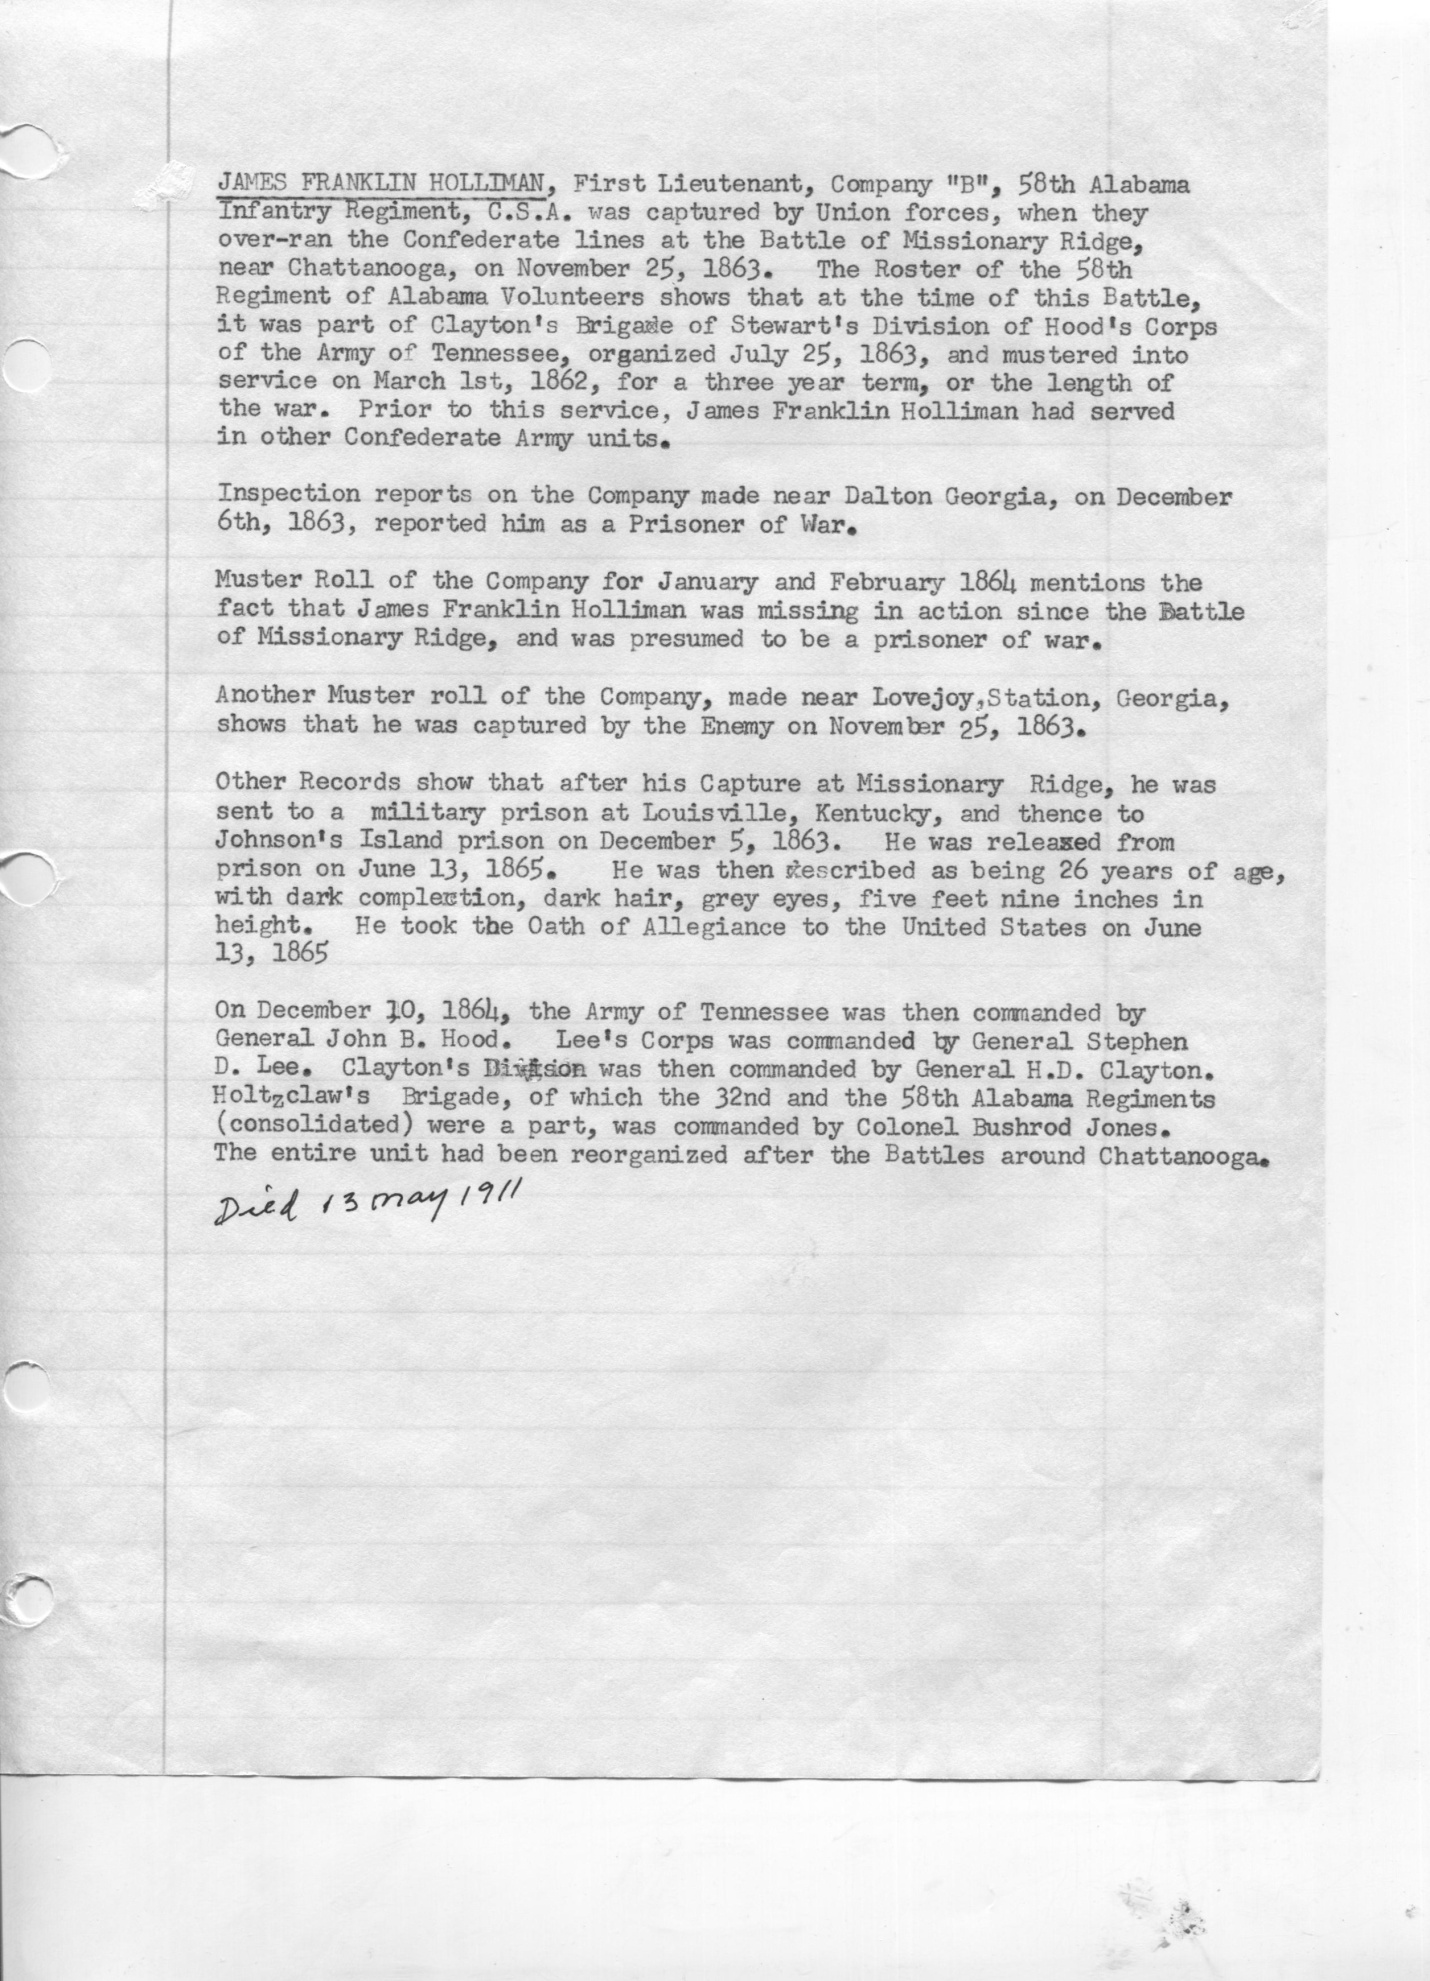 JAMES FRANKLIN HOLLIMAN, First Lieutenant, Company "B", 58th Alabama
Infantry Regiment, C.S.A. was captured by Union forces, when they
over-ran the Confederate lines at the Battle of Missionary Ridge,
near Chattanooga, on November 25, 1863. The Roster of the 58th
Regiment of Alabama Volunteers shows that at the time of this Battle,
it was part of Clayton's Brigade of Stewart's Division of Hood's Corps
of the Army of Tennessee, organized July 25, 1863, and mustered into
service on March 1st, 1862, for a three year term, or the length of
the war. Prior to this service, James Franklin Holliman had served
in other Confederate Army units.
Inspection reports on the Company made near Dalton Georgia, on December
6th, 1863, reported him as a Prisoner of War.
Muster Roll of the Company for January and February 1864 mentions the
fact that James Franklin Holliman was missing in action since the Battle
of Missionary Ridge, and was presumed to be a prisoner of war.
Another Muster roll of the Company, made near Lovejoy,Station, Georgia,
shows that he was captured by the Enemy on November 25, 1863.
Other Records show that after his Capture at Missionary Ridge, he was
sent to a military prison at Louisville, Kentucky, and thence to
Johnson's Island prison on December 5, 1863. He was released from
prison on June 13, 1865. He was then described as being 26 years of age,
with dark complection, dark hair, grey eyes, five feet nine inches in
height. He took the Oath of Allegiance to the United States on June
13, 1865
On December 10, 1864, the Army of Tennessee was then commanded by
General John B. Hood. Lee's Corps was commanded by General Stephen
D. Lee. Clayton's Division was then commanded by General H.D. Clayton.
Holtzclaw's Brigade, of which the 32nd and the 58th Alabama Regiments
(consolidated) were a part, was commanded by Colonel Bushrod Jones.
The entire unit had been reorganized after the Battles around Chattanooga.
Died 13 may 1911